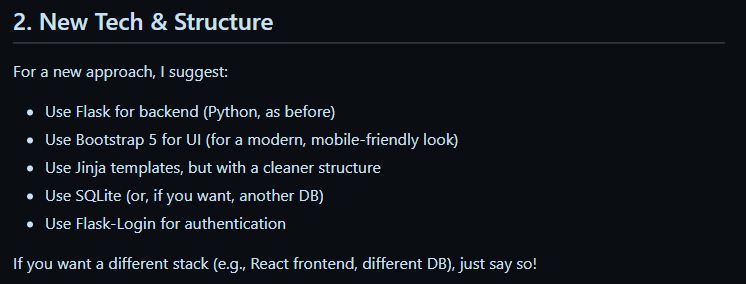 2. New Tech & Structure
For a new approach, I suggest:
• Use Flask for backend (Python, as before)
• Use Bootstrap 5 for UI (for a modern, mobile-friendly look)
• Use Jinja templates, but with a cleaner structure
• Use SQLite (or, if you want, another DB)
• Use Flask-Login for authentication
If you want a different stack (e.g., React frontend, different DB), just say so!